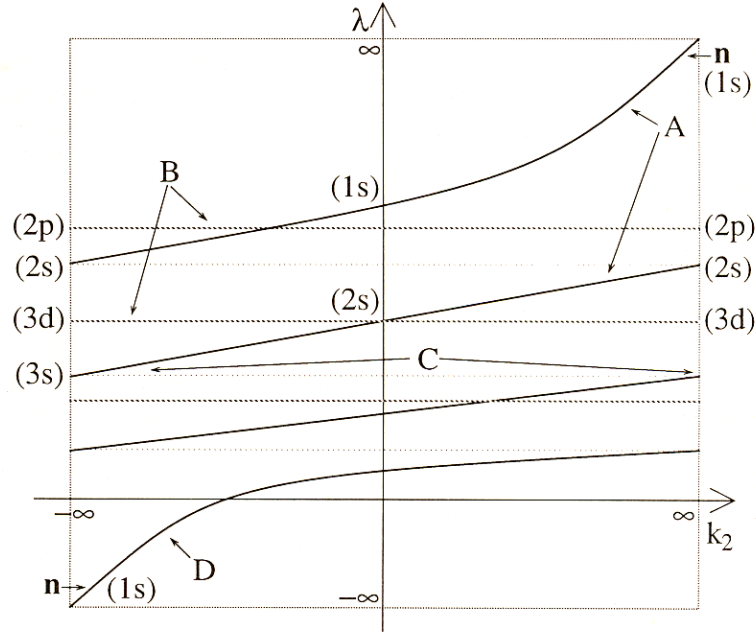 λ
∞
n
(1s)
A
B
(1s)
(2p)
(2p)
(2s)
(2s)
(2s)
(3d)
(3d)
(3s)
C
−∞
∞
k₂
D
n
(1s)
−∞